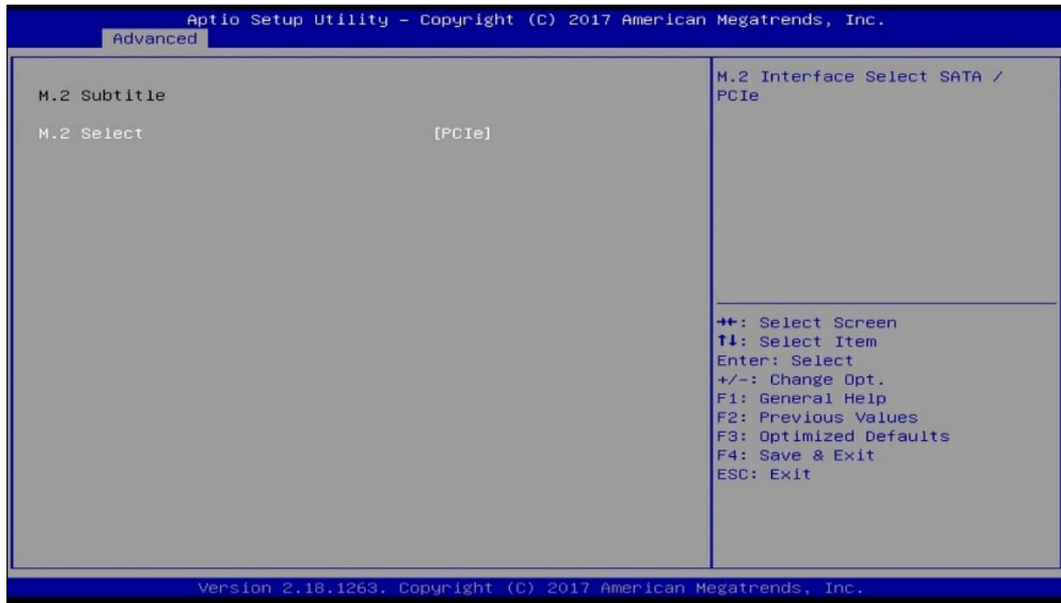 Aptio Setup Utility – Copyright (C) 2017 American Megatrends, Inc.
Advanced
M.2 Subtitle
M.2 Select [PCIe]
M.2 Interface Select SATA /
PCIe
→←: Select Screen
↑↓: Select Item
Enter: Select
+/-: Change Opt.
F1: General Help
F2: Previous Values
F3: Optimized Defaults
F4: Save & Exit
ESC: Exit
Version 2.18.1263. Copyright (C) 2017 American Megatrends, Inc.